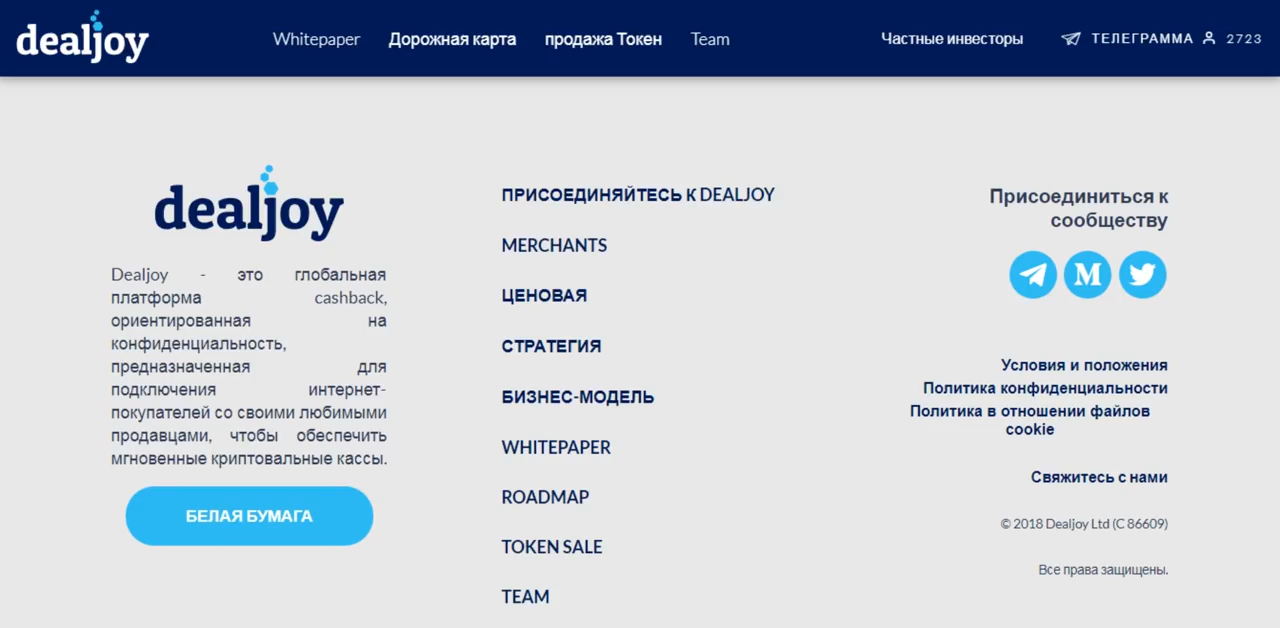 dealjoy
Whitepaper Дорожная карта продажа Токен Team Частные инвесторы ТЕЛЕГРАММА 2723
dealjoy
Dealjoy - это глобальная
платформа cashback,
ориентированная на
конфиденциальность,
предназначенная для
подключения интернет-
покупателей со своими любимыми
продавцами, чтобы обеспечить
мгновенные криптовальные кассы.
БЕЛАЯ БУМАГА
ПРИСОЕДИНЯЙТЕСЬ К DEALJOY
MERCHANTS
ЦЕНОВАЯ
СТРАТЕГИЯ
БИЗНЕС-МОДЕЛЬ
WHITEPAPER
ROADMAP
TOKEN SALE
TEAM
Присоединиться к
сообществу
M
Условия и положения
Политика конфиденциальности
Политика в отношении файлов
cookie
Свяжитесь с нами
© 2018 Dealjoy Ltd (C 86609)
Все права защищены.